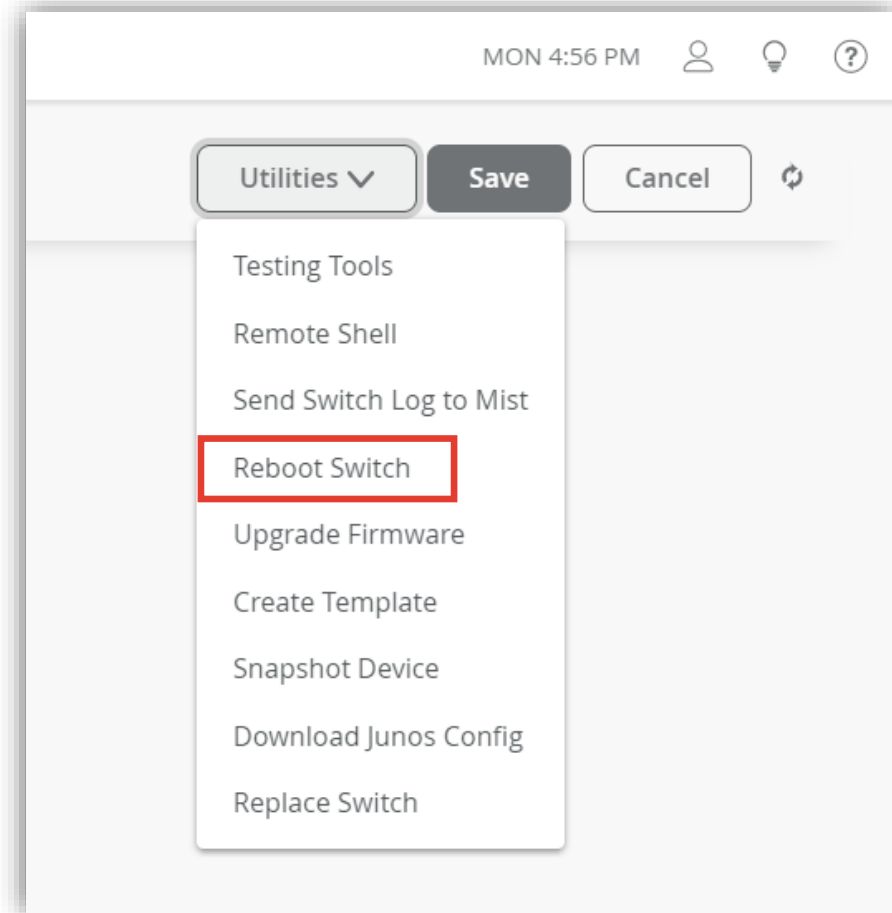 MON 4:56 PM
?
Utilities Save Cancel
Testing Tools
Remote Shell
Send Switch Log to Mist
Reboot Switch
Upgrade Firmware
Create Template
Snapshot Device
Download Junos Config
Replace Switch